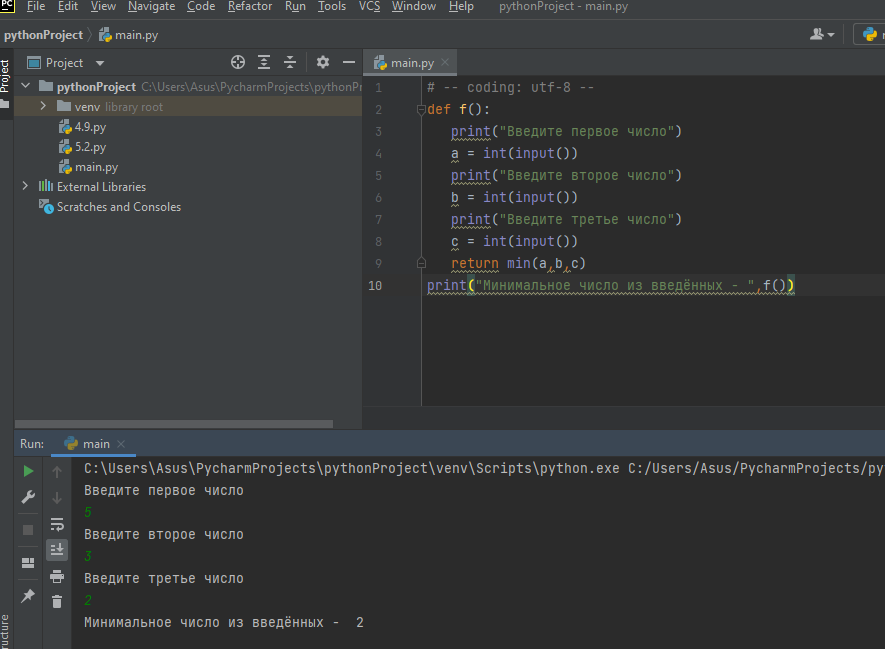 PC File Edit View Navigate Code Refactor Run Tools VCS Window Help pythonProject - main.py
pythonProject main.py
Project
Project
main.py
pythonProject C:\Users\Asus\PycharmProjects\pythonPr
venv library root
4.9.py
5.2.py
main.py
External Libraries
Scratches and Consoles
1 # -- coding: utf-8 --
2 def f():
3 print("Введите первое число")
4 a = int(input())
5 print("Введите второе число")
6 b = int(input())
7 print("Введите третье число")
8 c = int(input())
9 return min(a,b,c)
10 print("Минимальное число из введённых - ",f())
Run: main
C:\Users\Asus\PycharmProjects\pythonProject\venv\Scripts\python.exe C:/Users/Asus/PycharmProjects/py
Введите первое число
5
Введите второе число
3
Введите третье число
2
Минимальное число из введённых -  2
ructure